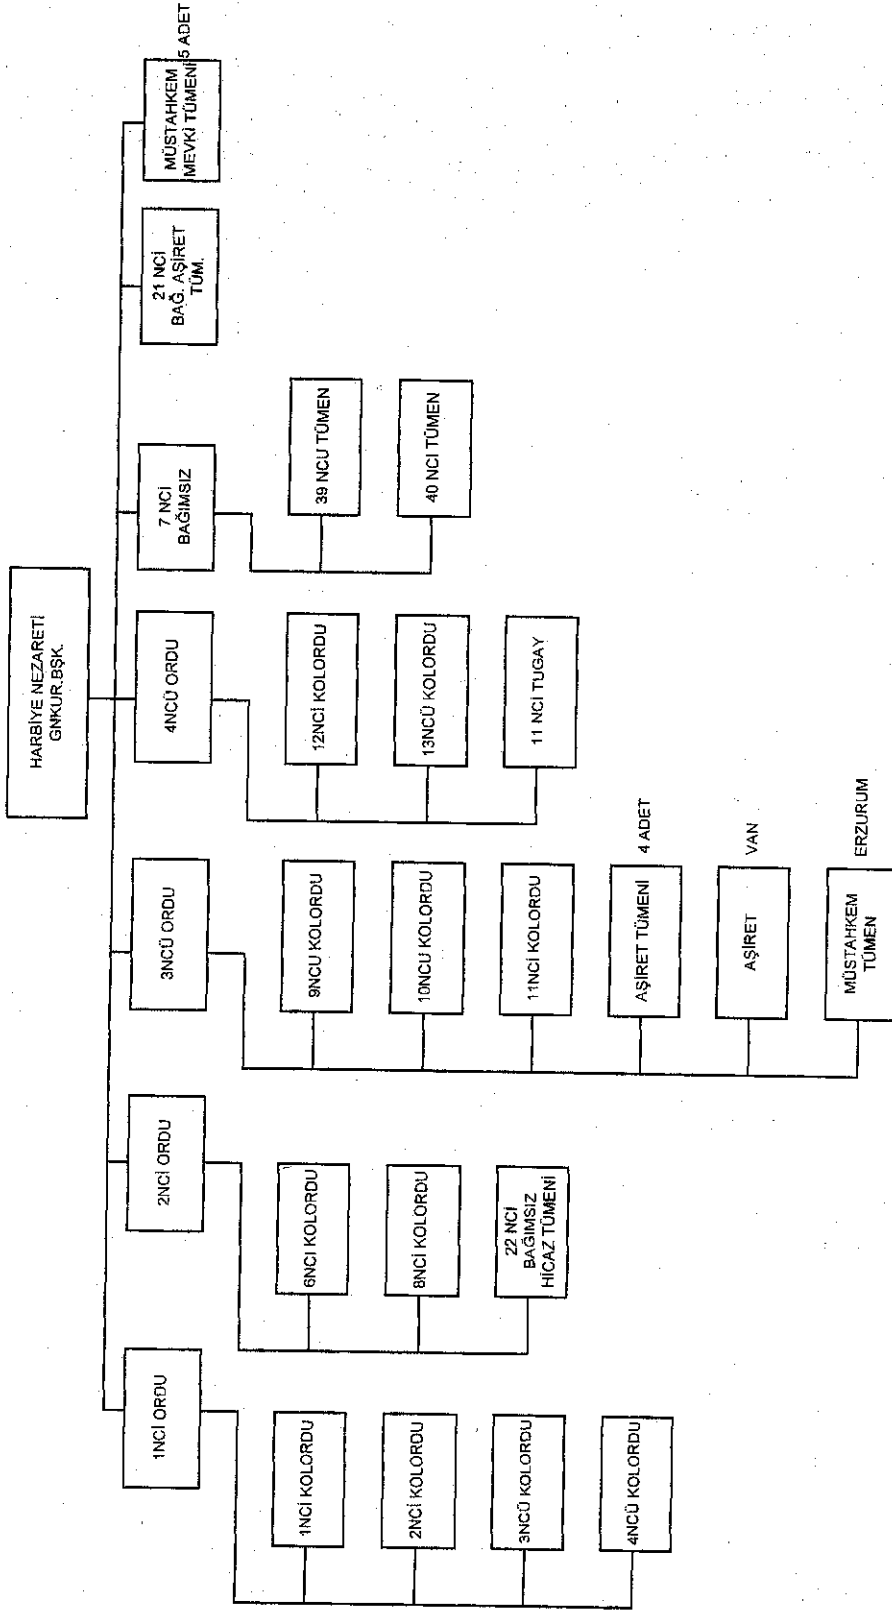 HARBİYE NEZARETİ
GNKUR.BŞK.
1NCİ ORDU
1NCİ KOLORDU
2NCİ KOLORDU
3NCÜ KOLORDU
4NCÜ KOLORDU
2NCİ ORDU
6NCI KOLORDU
8NCİ KOLORDU
22 NCİ
BAĞIMSIZ
HİCAZ TÜMENİ
3NCÜ ORDU
9NCU KOLORDU
10NCU KOLORDU
11NCİ KOLORDU
AŞİRET TÜMENİ
4 ADET
AŞİRET
VAN
MÜSTAHKEM
TÜMEN
ERZURUM
4NCÜ ORDU
12NCİ KOLORDU
13NCÜ KOLORDU
11 NCİ TUGAY
7 NCİ
BAĞIMSIZ
39 NCU TÜMEN
40 NCI TÜMEN
21 NCİ
BAĞ. AŞİRET
TÜM.
MÜSTAHKEM
MEVKİ TÜMENİ
5 ADET